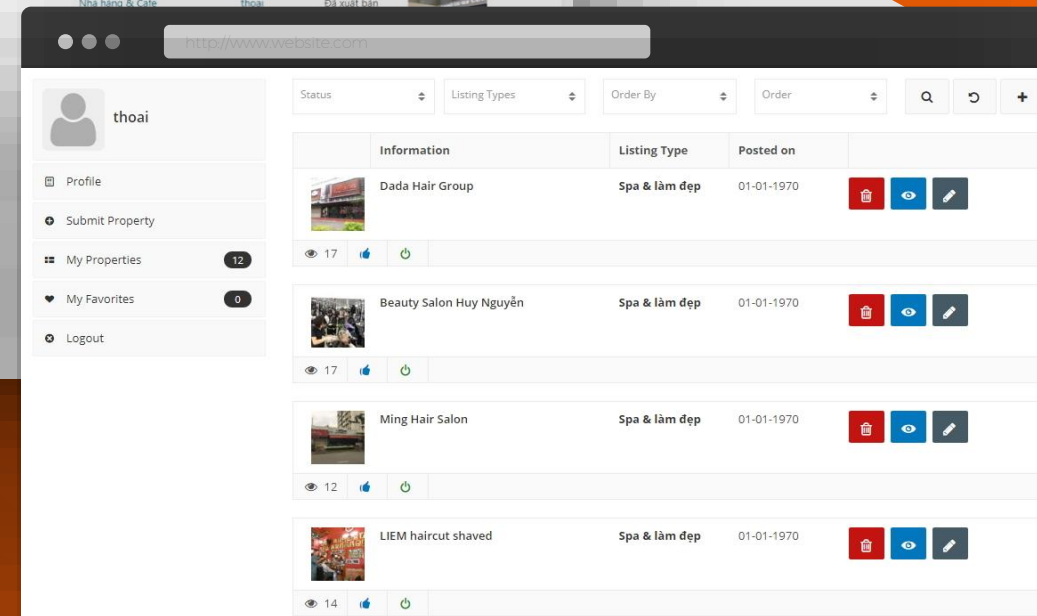 Nhà hàng & Cafe thoai Đã xuất bản
http://www.website.com
thoai
Profile
Submit Property
My Properties 12
My Favorites 0
Logout
Status Listing Types Order By Order
Information Listing Type Posted on
Dada Hair Group Spa & làm đẹp 01-01-1970
17
Beauty Salon Huy Nguyễn Spa & làm đẹp 01-01-1970
17
Ming Hair Salon Spa & làm đẹp 01-01-1970
12
LIEM haircut shaved Spa & làm đẹp 01-01-1970
14